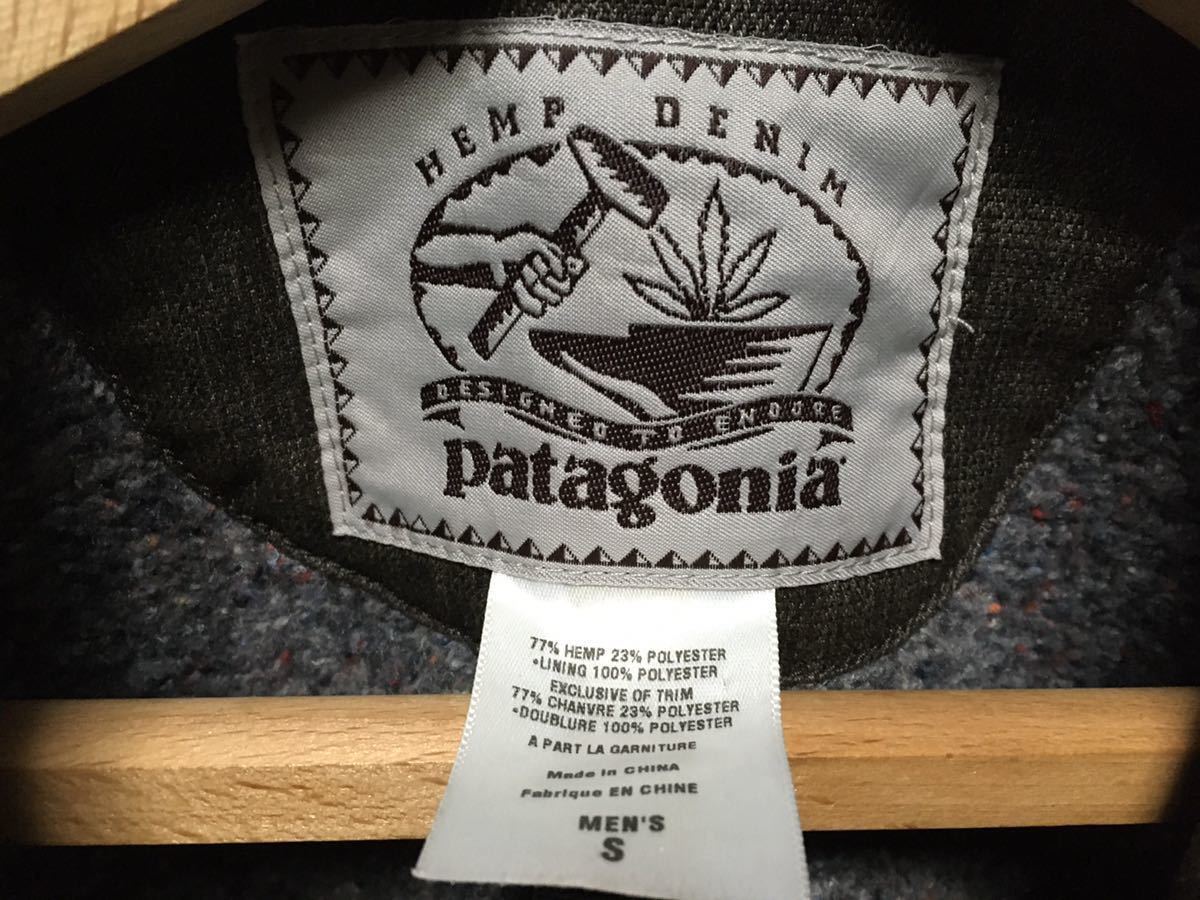 HEMP DENIM
DESIGNED TO ENDURE
patagonia
77% HEMP 23% POLYESTER
•LINING 100% POLYESTER
EXCLUSIVE OF TRIM
77% CHANVRE 23% POLYESTER
•DOUBLURE 100% POLYESTER
A PART LA GARNITURE
Made in CHINA
Fabrique EN CHINE
MEN'S
S